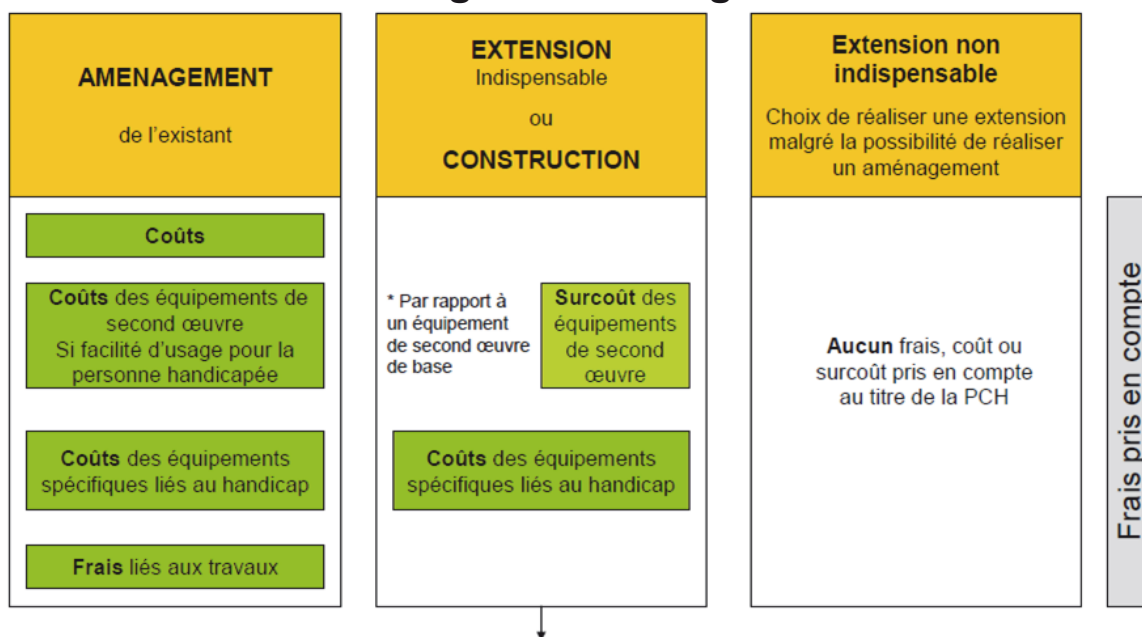 AMENAGEMENT
de l'existant
Coûts
Coûts des équipements de
second œuvre
Si facilité d'usage pour la
personne handicapée
Coûts des équipements
spécifiques liés au handicap
Frais liés aux travaux
EXTENSION
Indispensable
ou
CONSTRUCTION
* Par rapport à
un équipement
de second œuvre
de base
Surcoût des
équipements
de second
œuvre
Coûts des équipements
spécifiques liés au handicap
Extension non
indispensable
Choix de réaliser une extension
malgré la possibilité de réaliser
un aménagement
Aucun frais, coût ou
surcoût pris en compte
au titre de la PCH
Frais pris en compte